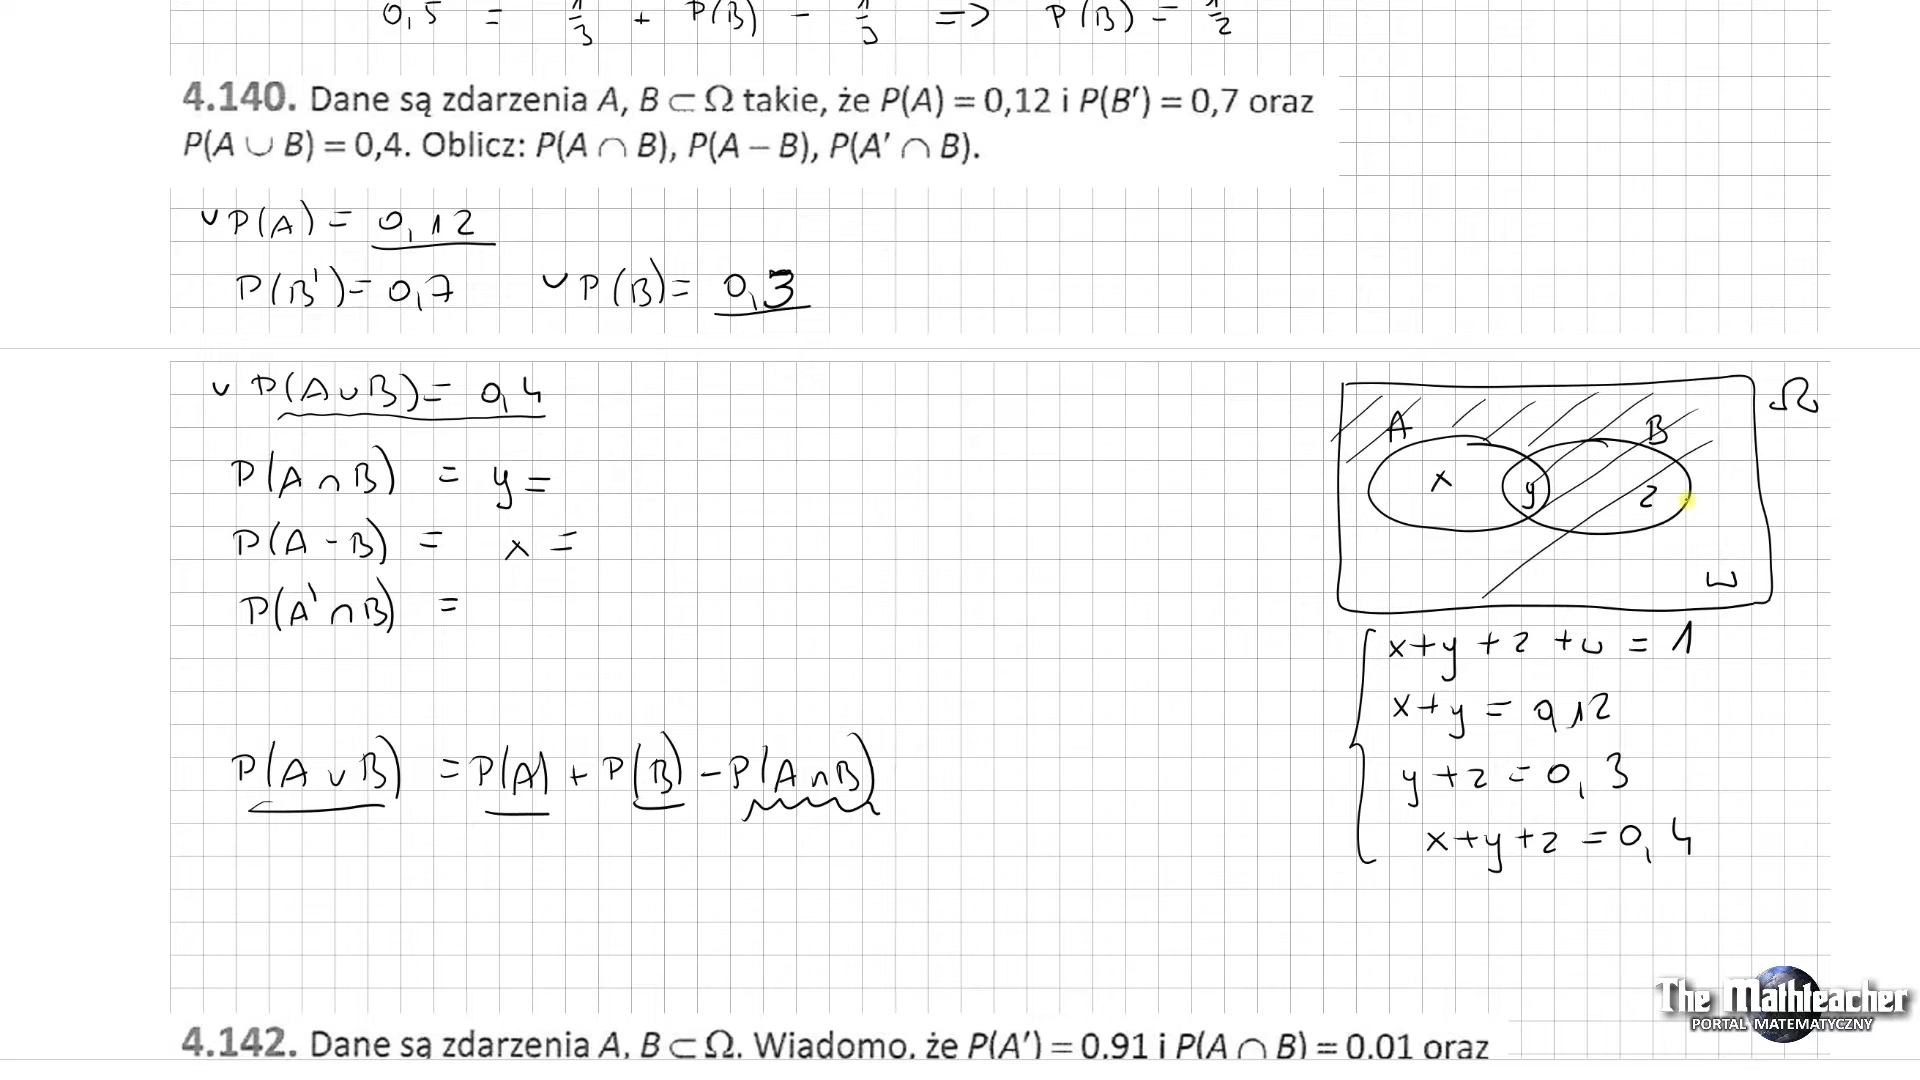 0,5 = 1/3 + P(B) - 1/3 => P(B) = 1/2
4.140. Dane są zdarzenia A, B ⊂ Ω takie, że P(A) = 0,12 i P(B′) = 0,7 oraz
P(A ∪ B) = 0,4. Oblicz: P(A ∩ B), P(A – B), P(A′ ∩ B).
∨ P(A) = 0,12
P(B')= 0,7 ∨ P(B)= 0,3
∨ P(A∪B)= 0,4
P(A∩B) = y =
P(A-B) = x =
P(A'∩B) =
Ω
A B
x y z
ω
x+y+z+ω = 1
x+y = 0,12
y+z = 0,3
x+y+z = 0,4
P(A∪B) = P(A) + P(B) - P(A∩B)
4.142. Dane są zdarzenia A, B ⊂ Ω. Wiadomo, że P(A′) = 0,91 i P(A ∩ B) = 0,01 oraz
The Mathteacher
PORTAL MATEMATYCZNY